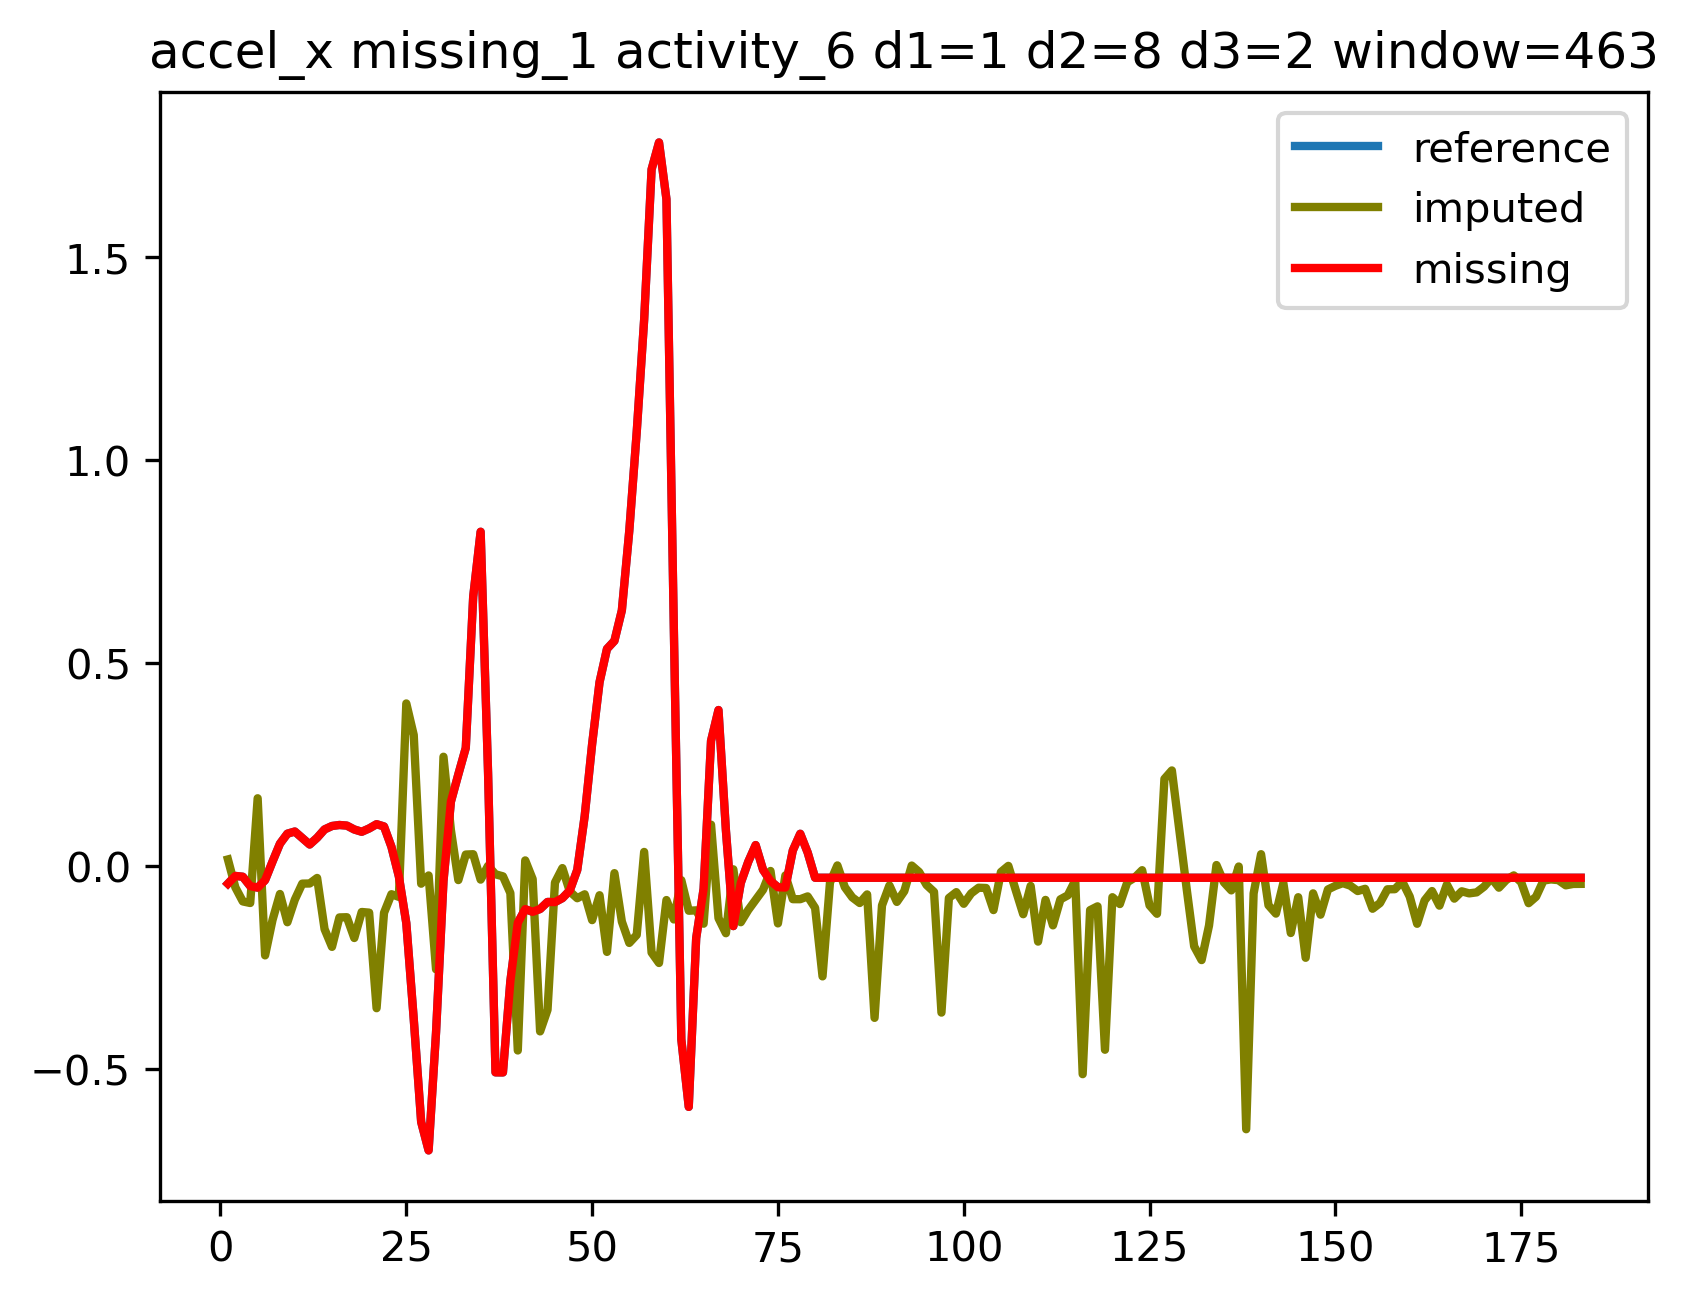 accel_x missing_1 activity_6 d1=1 d2=8 d3=2 window=463
reference
imputed
missing
1.5
1.0
0.5
0.0
−0.5
0 25 50 75 100 125 150 175